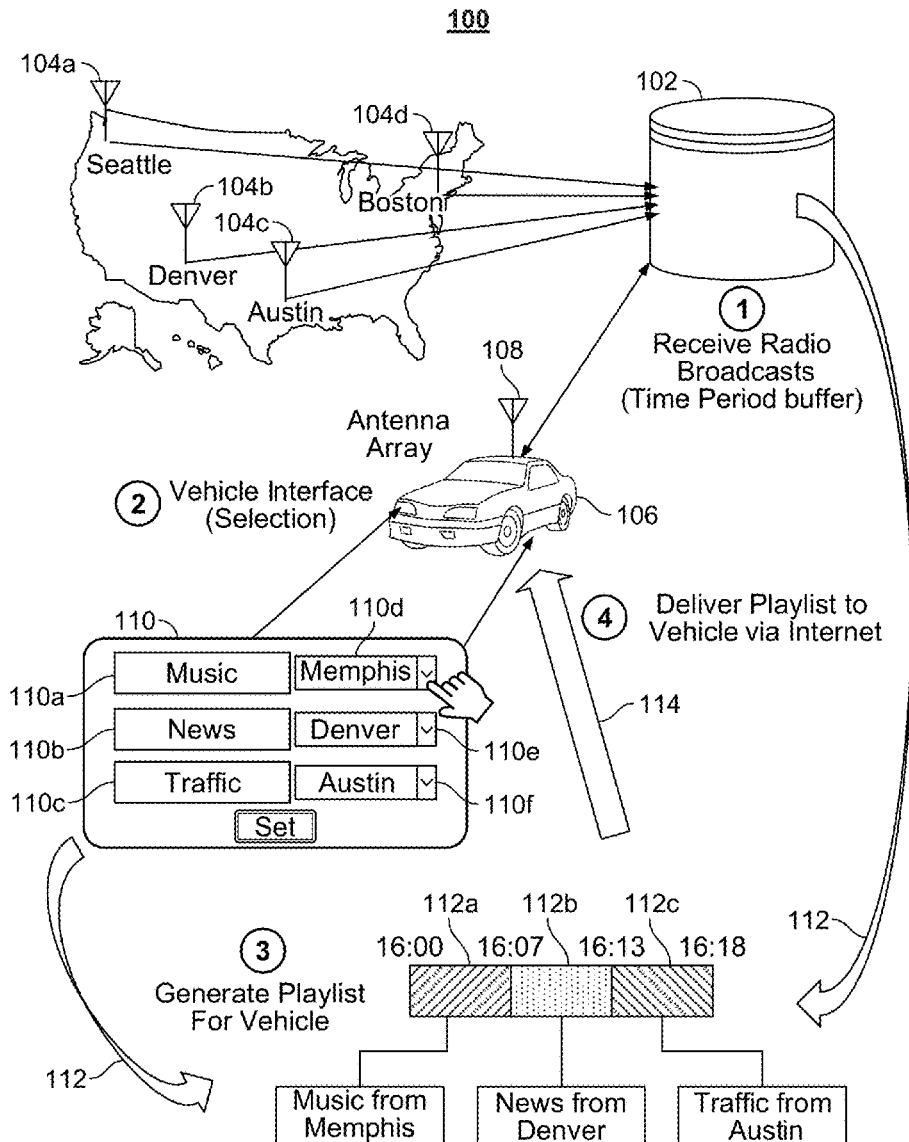 100
104a
102
104d
Seattle
104b
Boston
104c
Denver
Austin
1
Receive Radio
Broadcasts
(Time Period buffer)
108
Antenna
Array
2
Vehicle Interface
(Selection)
106
110
110d
4
Deliver Playlist to
Vehicle via Internet
Music
Memphis
110a
114
News
Denver
110b
110e
Traffic
Austin
110c
110f
Set
112a
112b
112c
112
3
16:00
16:07
16:13
16:18
Generate Playlist
For Vehicle
112
Music from
Memphis
News from
Denver
Traffic from
Austin